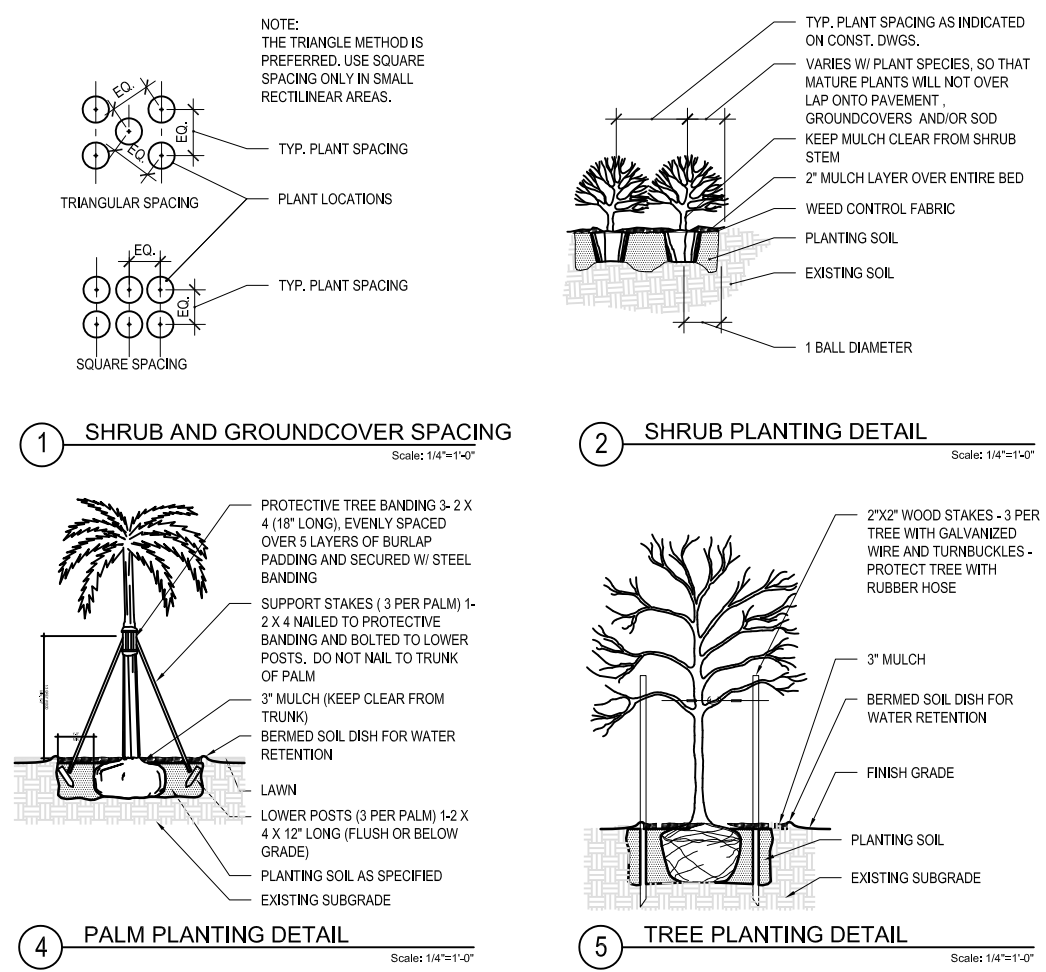 NOTE:
THE TRIANGLE METHOD IS
PREFERRED. USE SQUARE
SPACING ONLY IN SMALL
RECTILINEAR AREAS.
EQ.
EQ.
EQ.
TYP. PLANT SPACING
TRIANGULAR SPACING
PLANT LOCATIONS
EQ.
EQ.
TYP. PLANT SPACING
SQUARE SPACING
1
SHRUB AND GROUNDCOVER SPACING
Scale: 1/4"=1'-0"
TYP. PLANT SPACING AS INDICATED
ON CONST. DWGS.
VARIES W/ PLANT SPECIES, SO THAT
MATURE PLANTS WILL NOT OVER
LAP ONTO PAVEMENT ,
GROUNDCOVERS AND/OR SOD
KEEP MULCH CLEAR FROM SHRUB
STEM
2" MULCH LAYER OVER ENTIRE BED
WEED CONTROL FABRIC
PLANTING SOIL
EXISTING SOIL
1 BALL DIAMETER
2
SHRUB PLANTING DETAIL
Scale: 1/4"=1'-0"
PROTECTIVE TREE BANDING 3- 2 X
4 (18" LONG), EVENLY SPACED
OVER 5 LAYERS OF BURLAP
PADDING AND SECURED W/ STEEL
BANDING
SUPPORT STAKES ( 3 PER PALM) 1-
2 X 4 NAILED TO PROTECTIVE
BANDING AND BOLTED TO LOWER
POSTS. DO NOT NAIL TO TRUNK
OF PALM
3" MULCH (KEEP CLEAR FROM
TRUNK)
BERMED SOIL DISH FOR WATER
RETENTION
LAWN
LOWER POSTS (3 PER PALM) 1-2 X
4 X 12" LONG (FLUSH OR BELOW
GRADE)
PLANTING SOIL AS SPECIFIED
EXISTING SUBGRADE
4
PALM PLANTING DETAIL
Scale: 1/4"=1'-0"
2"X2" WOOD STAKES - 3 PER
TREE WITH GALVANIZED
WIRE AND TURNBUCKLES -
PROTECT TREE WITH
RUBBER HOSE
3" MULCH
BERMED SOIL DISH FOR
WATER RETENTION
FINISH GRADE
PLANTING SOIL
EXISTING SUBGRADE
5
TREE PLANTING DETAIL
Scale: 1/4"=1'-0"